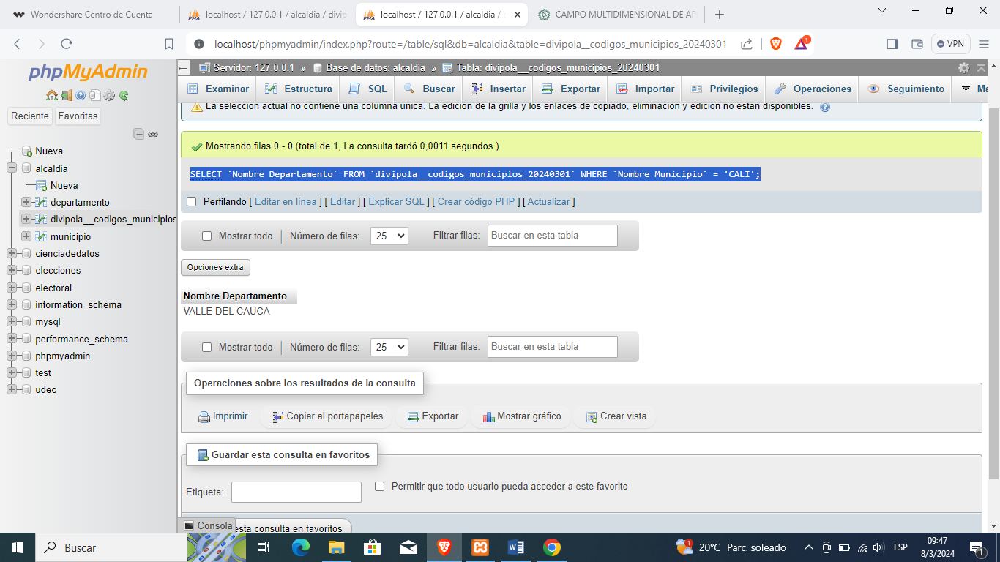 Wondershare Centro de Cuenta
localhost / 127.0.0.1 / alcaldia / divip
localhost / 127.0.0.1 / alcaldia /
CAMPO MULTIDIMENSIONAL DE AP
localhost/phpmyadmin/index.php?route=/table/sql&db=alcaldia&table=divipola__codigos_municipios_20240301
1
VPN
phpMyAdmin
Reciente
Favoritas
Nueva
alcaldia
Nueva
departamento
divipola__codigos_municipios
municipio
cienciadedatos
elecciones
electoral
information_schema
mysql
performance_schema
phpmyadmin
test
udec
Servidor: 127.0.0.1 » Base de datos: alcaldia » Tabla: divipola__codigos_municipios_20240301
Examinar Estructura SQL Buscar Insertar Exportar Importar Privilegios Operaciones Seguimiento Má
La selección actual no contiene una columna única. La edición de la grilla y los enlaces de copiado, eliminación y edición no están disponibles.
Mostrando filas 0 - 0 (total de 1, La consulta tardó 0,0011 segundos.)
SELECT `Nombre Departamento` FROM `divipola__codigos_municipios_20240301` WHERE `Nombre Municipio` = 'CALI';
Perfilando [ Editar en línea ] [ Editar ] [ Explicar SQL ] [ Crear código PHP ] [ Actualizar ]
Mostrar todo Número de filas: 25 Filtrar filas: Buscar en esta tabla
Opciones extra
Nombre Departamento
VALLE DEL CAUCA
Mostrar todo Número de filas: 25 Filtrar filas: Buscar en esta tabla
Operaciones sobre los resultados de la consulta
Imprimir Copiar al portapapeles Exportar Mostrar gráfico Crear vista
Guardar esta consulta en favoritos
Etiqueta: Permitir que todo usuario pueda acceder a este favorito
Consola
esta consulta en favoritos
Buscar
1
20°C Parc. soleado
ESP
09:47
8/3/2024
1